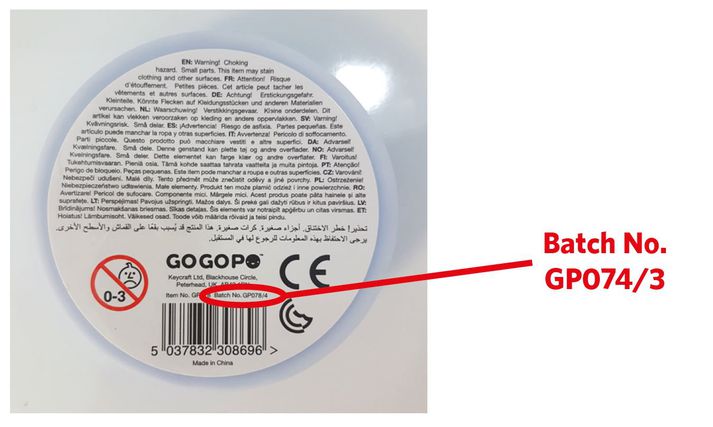 EN: Warning! Choking
hazard. Small parts. This item may stain
clothing and other surfaces. FR: Attention! Risque
d'étouffement. Petites pièces. Cet article peut tacher les
vêtements et autres surfaces. DE: Achtung! Erstickungsgefahr.
Kleinteile. Könnte Flecken auf Kleidungsstücken und anderen Materialien
verursachen. NL: Waarschuwing! Verstikkingsgevaar. Kisine onderdelen. Dit
artikel kan vlekken veroorzaken op kleding en andere oppervlakken. SV: Varning!
Kvävningsrisk. Små delar. ES: ¡Advertencia! Riesgo de asfixia. Partes pequeñas. Este
artículo puede manchar la ropa y otras superficies. IT: Avvertenza! Pericolo di soffocamento.
Parti piccole. Questo prodotto può macchiare vestiti e altre superfici. DA: Advarsel!
Kvælningsfare. Små dele. Denne genstand kan plette tøj og andre overflader. NO: Advarsel!
Kvelningsfare. Små deler. Dette elementet kan farge klær og andre overflater. FI: Varoitus!
Tukehtumisvaaran. Pieniä osia. Tämä kohde saattaa tahrata vaatteita ja muita pintoja. PT: Atenção!
Perigo de bloqueio. Peças pequenas. Este item pode manchar a roupa e outras superfícies. CZ: Varování!
Nebezpečí udušení. Malé díly. Tento předmět může znečistit oděvy a jiné povrchy. PL: Ostrzeżenie!
Niebezpieczeństwo udławienia. Małe elementy. Produkt ten może plamić odzież i inne powierzchnie. RO:
Avertizare! Pericol de sufocare. Componente mici. Mărgele mici. Acest produs poate păta hainele și alte
suprafețe. LT: Perspėjimas! Pavojus užspringti. Mažos dalys. Ši prekė gali dažyti rūbus ir kitus paviršius. LV:
Brīdinājums! Nosmakšanas briesmas. Sīkas detaļas. Šis elements var notraipīt apģērbu un citas virsmas. ET:
Hoiatus! Lämbumisoht. Väikesed osad. Toode võib määrida rõivaid ja teisi pindu.
تحذير! خطر الاختناق. أجزاء صغيرة. كرات صغيرة. هذا المنتج قد يُسبب بقعًا على القماش والأسطح الأخرى.
يرجى الاحتفاظ بهذه المعلومات للرجوع لها في المستقبل.
GOGOPO
Keycraft Ltd, Blackhouse Circle,
Peterhead, UK,
Item No. Batch No. GP078/4
0-3
CE
5 037832 308696 >
Made in China
Batch No.
GP074/3